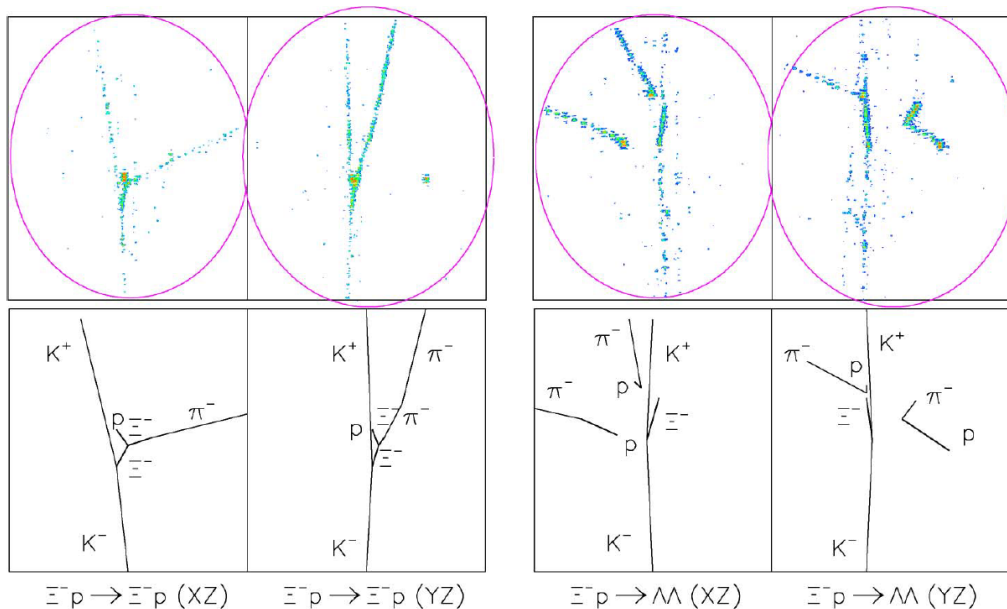 K⁺
p Ξ⁻
π⁻
Ξ⁻
K⁻
K⁺
π⁻
Ξ⁻
π⁻
p
Ξ⁻
K⁻
π⁻
K⁺
p
π⁻
Ξ⁻
p
K⁻
K⁺
π⁻
p
π⁻
Ξ⁻
p
K⁻
Ξ⁻p → Ξ⁻p (XZ)
Ξ⁻p → Ξ⁻p (YZ)
Ξ⁻p → ΛΛ (XZ)
Ξ⁻p → ΛΛ (YZ)